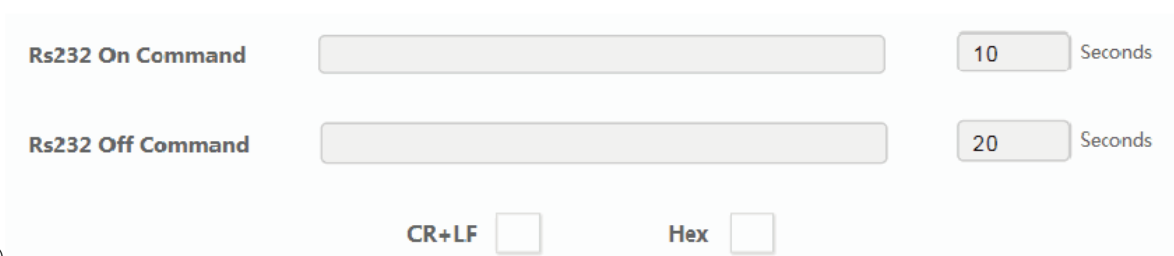 Rs232 On Command 10 Seconds
Rs232 Off Command 20 Seconds
CR+LF Hex